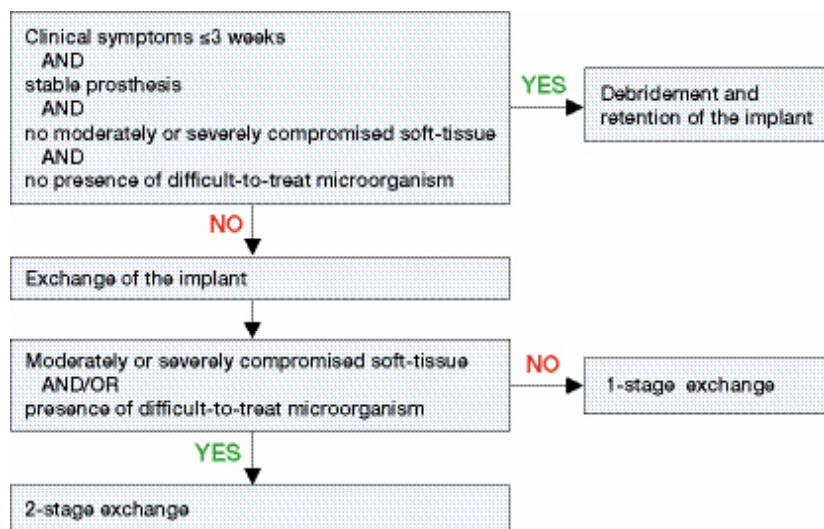 Clinical symptoms ≤3 weeks
AND
stable prosthesis
AND
no moderately or severely compromised soft-tissue
AND
no presence of difficult-to-treat microorganism
YES
Debridement and
retention of the implant
NO
Exchange of the implant
Moderately or severely compromised soft-tissue
AND/OR
presence of difficult-to-treat microorganism
NO
1-stage exchange
YES
2-stage exchange